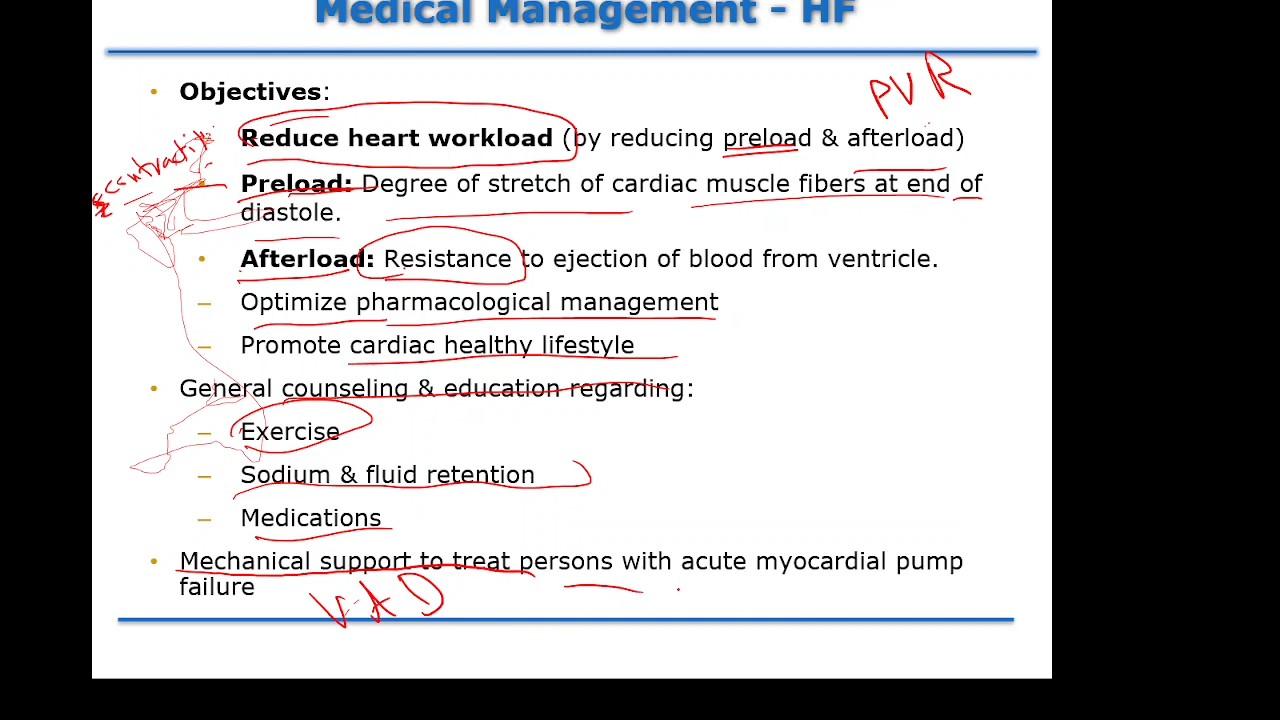 Medical Management - HF
PVR
• Objectives:
Reduce heart workload (by reducing preload & afterload)
contractili
Preload: Degree of stretch of cardiac muscle fibers at end of
diastole.
• Afterload: Resistance to ejection of blood from ventricle.
– Optimize pharmacological management
– Promote cardiac healthy lifestyle
• General counseling & education regarding:
– Exercise
– Sodium & fluid retention
– Medications
• Mechanical support to treat persons with acute myocardial pump
failure
VAD